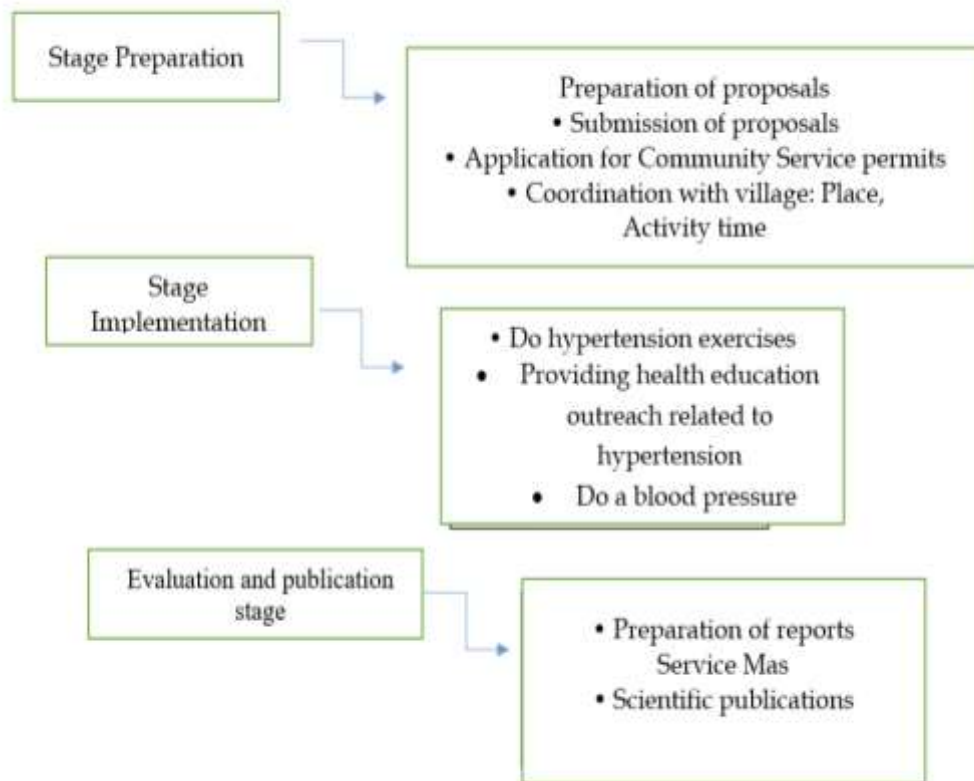 Stage Preparation
Preparation of proposals
• Submission of proposals
• Application for Community Service permits
• Coordination with village: Place,
Activity time
Stage
Implementation
• Do hypertension exercises
• Providing health education
outreach related to
hypertension
• Do a blood pressure
Evaluation and publication
stage
• Preparation of reports
Service Mas
• Scientific publications